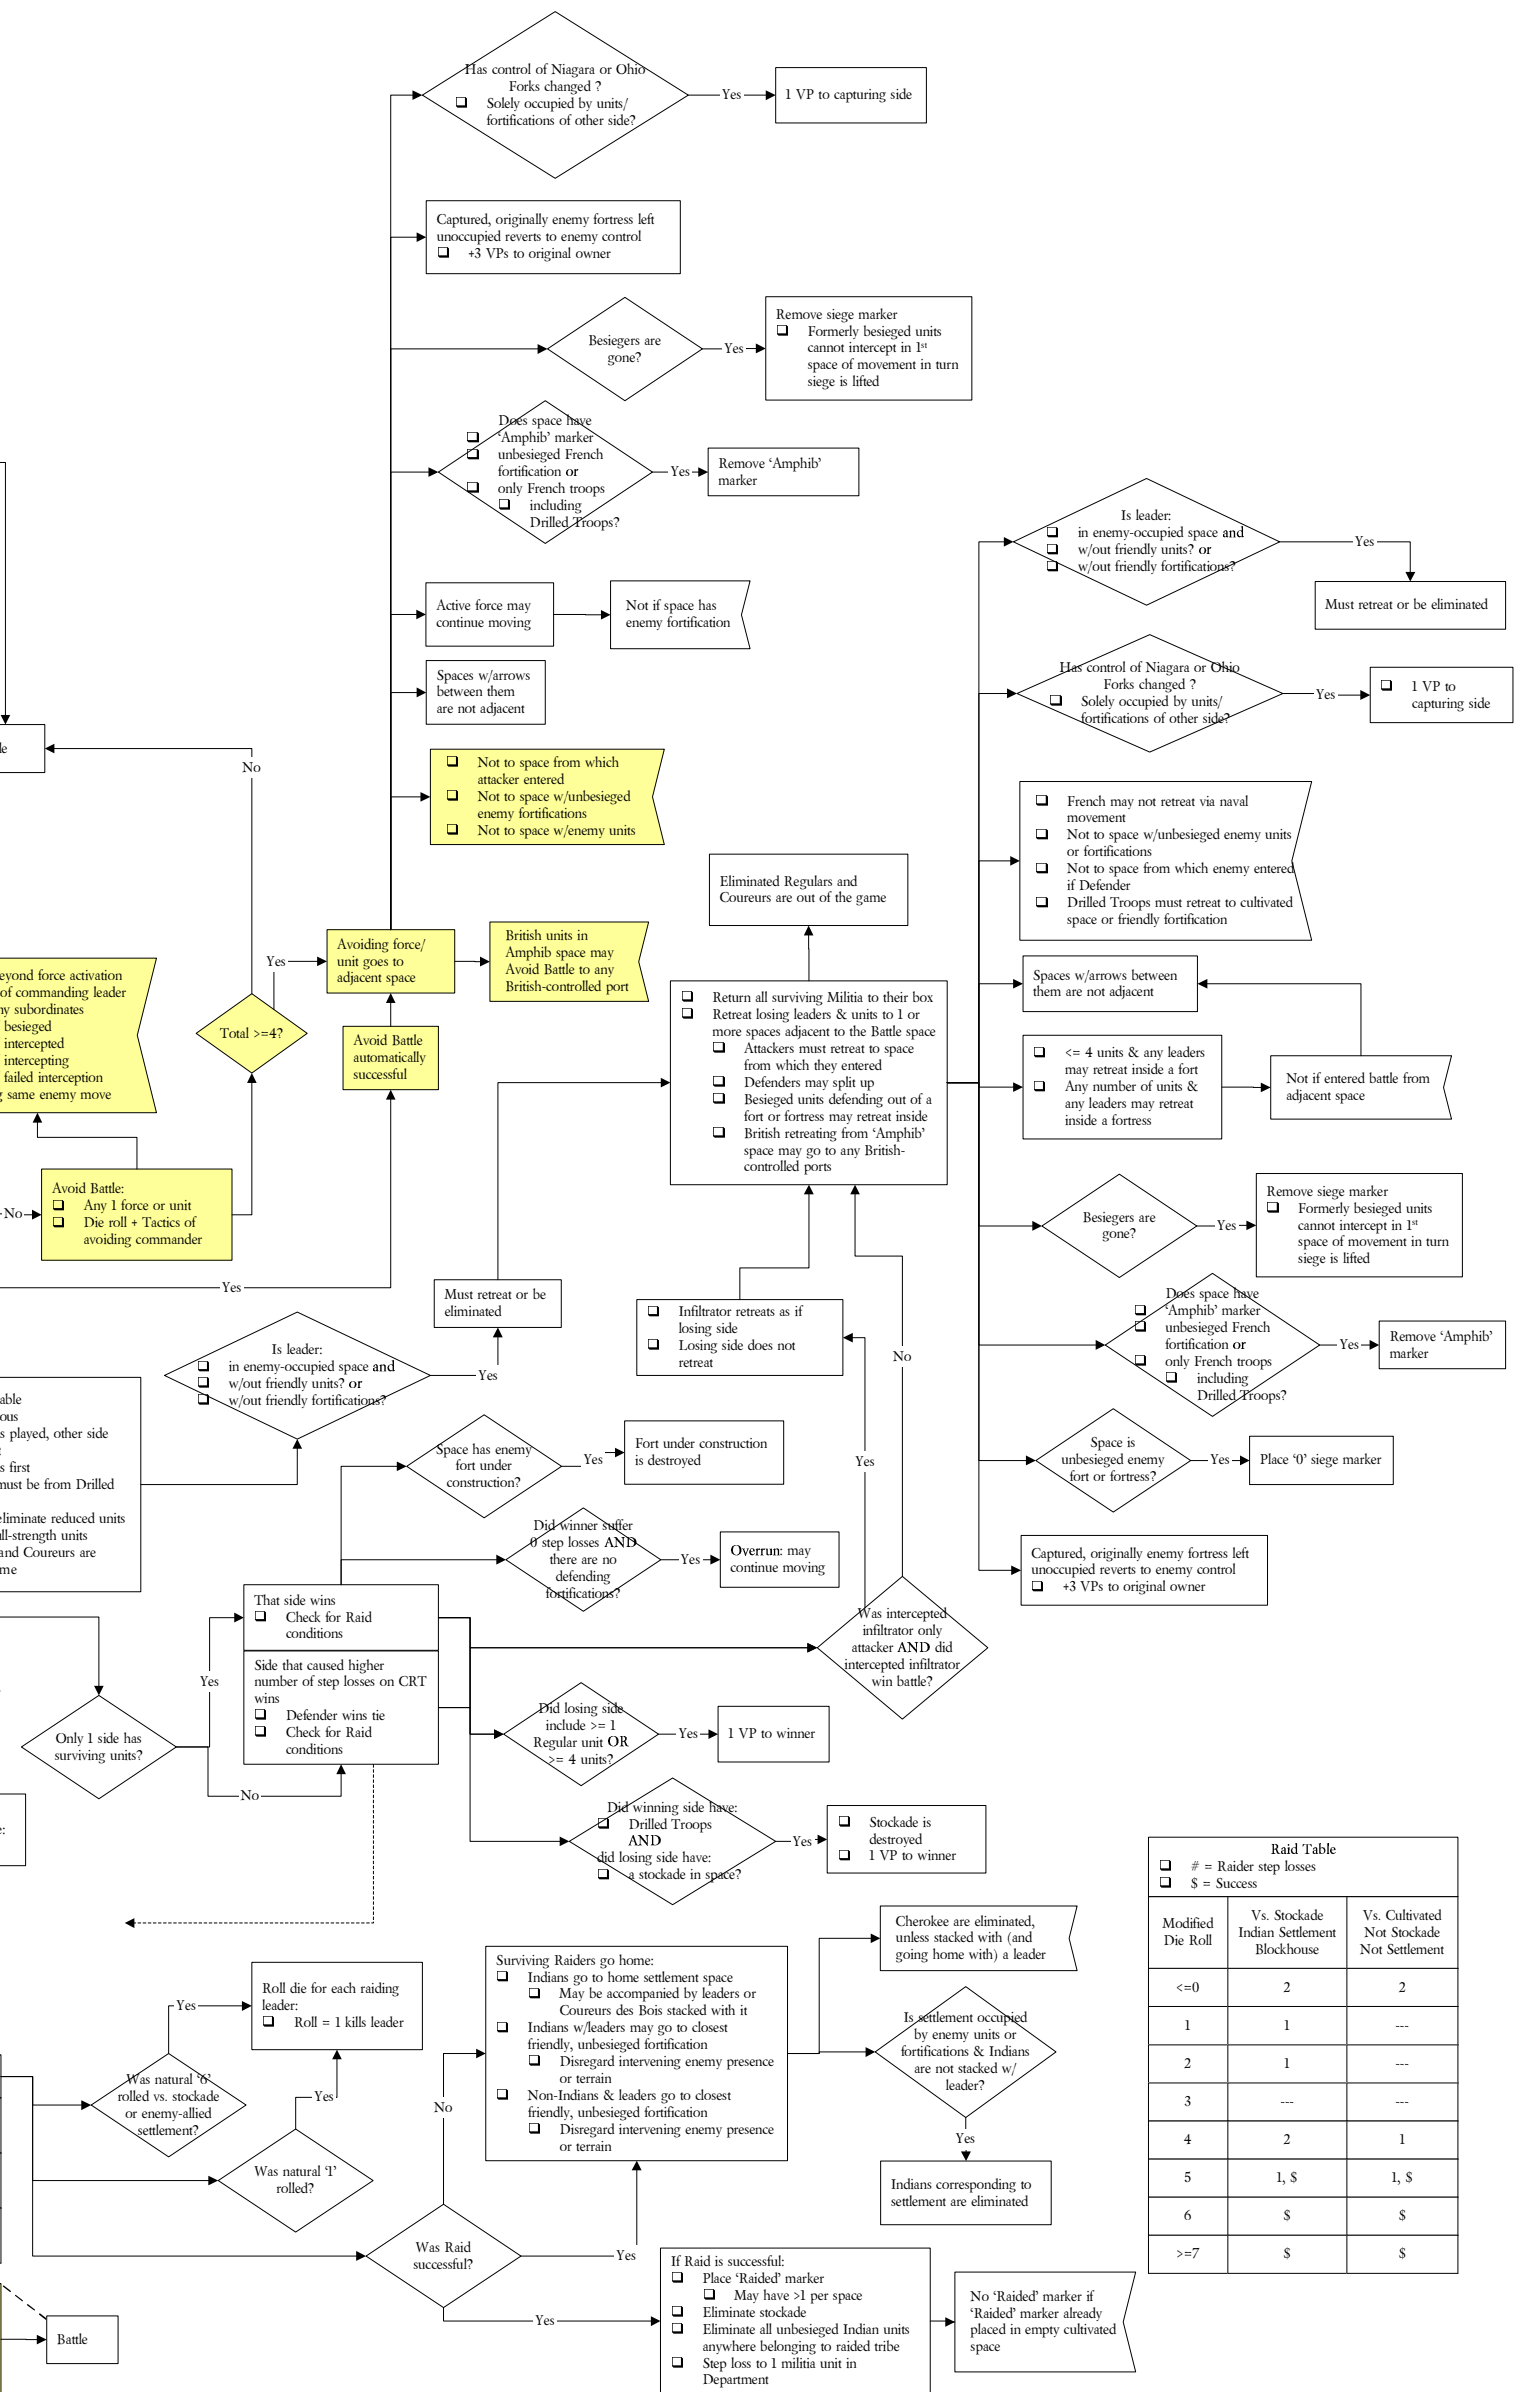 Has control of Niagara or Ohio
Forks changed ?
Solely occupied by units/
fortifications of other side?
Yes
1 VP to capturing side
Captured, originally enemy fortress left
unoccupied reverts to enemy control
+3 VPs to original owner
Besiegers are
gone?
Yes
Remove siege marker
Formerly besieged units
cannot intercept in 1st
space of movement in turn
siege is lifted
Does space have
'Amphib' marker
unbesieged French
fortification or
only French troops
including
Drilled Troops?
Yes
Remove 'Amphib'
marker
Active force may
continue moving
Not if space has
enemy fortification
Spaces w/arrows
between them
are not adjacent
Not to space from which
attacker entered
Not to space w/unbesieged
enemy fortifications
Not to space w/enemy units
No
Is leader:
in enemy-occupied space and
w/out friendly units? or
w/out friendly fortifications?
Yes
Must retreat or be eliminated
Has control of Niagara or Ohio
Forks changed ?
Solely occupied by units/
fortifications of other side?
Yes
1 VP to
capturing side
French may not retreat via naval
movement
Not to space w/unbesieged enemy units
or fortifications
Not to space from which enemy entered
if Defender
Drilled Troops must retreat to cultivated
space or friendly fortification
Eliminated Regulars and
Coureurs are out of the game
Avoiding force/
unit goes to
adjacent space
British units in
Amphib space may
Avoid Battle to any
British-controlled port
Yes
Total >=4?
Avoid Battle
automatically
successful
eyond force activation
of commanding leader
ny subordinates
besieged
intercepted
intercepting
failed interception
g same enemy move
No
Avoid Battle:
Any 1 force or unit
Die roll + Tactics of
avoiding commander
Yes
Return all surviving Militia to their box
Retreat losing leaders & units to 1 or
more spaces adjacent to the Battle space
Attackers must retreat to space
from which they entered
Defenders may split up
Besieged units defending out of a
fort or fortress may retreat inside
British retreating from 'Amphib'
space may go to any British-
controlled ports
Spaces w/arrows between
them are not adjacent
<= 4 units & any leaders
may retreat inside a fort
Any number of units &
any leaders may retreat
inside a fortress
Not if entered battle from
adjacent space
Besiegers are
gone?
Yes
Remove siege marker
Formerly besieged units
cannot intercept in 1st
space of movement in turn
siege is lifted
Does space have
'Amphib' marker
unbesieged French
fortification or
only French troops
including
Drilled Troops?
Yes
Remove 'Amphib'
marker
Space is
unbesieged enemy
fort or fortress?
Yes
Place '0' siege marker
Captured, originally enemy fortress left
unoccupied reverts to enemy control
+3 VPs to original owner
Must retreat or be
eliminated
Is leader:
in enemy-occupied space and
w/out friendly units? or
w/out friendly fortifications?
Yes
Infiltrator retreats as if
losing side
Losing side does not
retreat
No
Yes
able
ous
s played, other side
s first
must be from Drilled
eliminate reduced units
ll-strength units
and Coureurs are
me
Space has enemy
fort under
construction?
Yes
Fort under construction
is destroyed
Did winner suffer
0 step losses AND
there are no
defending
fortifications?
Yes
Overrun: may
continue moving
Was intercepted
infiltrator only
attacker AND did
intercepted infiltrator
win battle?
That side wins
Check for Raid
conditions
Side that caused higher
number of step losses on CRT
wins
Defender wins tie
Check for Raid
conditions
Yes
Only 1 side has
surviving units?
No
Did losing side
include >= 1
Regular unit OR
>= 4 units?
Yes
1 VP to winner
Did winning side have:
Drilled Troops
AND
did losing side have:
a stockade in space?
Yes
Stockade is
destroyed
1 VP to winner
Raid Table
# = Raider step losses
$ = Success
Modified
Die Roll
Vs. Stockade
Indian Settlement
Blockhouse
Vs. Cultivated
Not Stockade
Not Settlement
<=0 2 2
1 1 ---
2 1 ---
3 --- ---
4 2 1
5 1, $ 1, $
6 $ $
>=7 $ $
Cherokee are eliminated,
unless stacked with (and
going home with) a leader
Surviving Raiders go home:
Indians go to home settlement space
May be accompanied by leaders or
Coureurs des Bois stacked with it
Indians w/leaders may go to closest
friendly, unbesieged fortification
Disregard intervening enemy presence
or terrain
Non-Indians & leaders go to closest
friendly, unbesieged fortification
Disregard intervening enemy presence
or terrain
Is settlement occupied
by enemy units or
fortifications & Indians
are not stacked w/
leader?
Yes
Indians corresponding to
settlement are eliminated
Roll die for each raiding
leader:
Roll = 1 kills leader
Yes
Was natural '6'
rolled vs. stockade
or enemy-allied
settlement?
Yes
Was natural '1'
rolled?
No
Was Raid
successful?
Yes
Yes
If Raid is successful:
Place 'Raided' marker
May have >1 per space
Eliminate stockade
Eliminate all unbesieged Indian units
anywhere belonging to raided tribe
Step loss to 1 militia unit in
Department
No 'Raided' marker if
'Raided' marker already
placed in empty cultivated
space
Battle